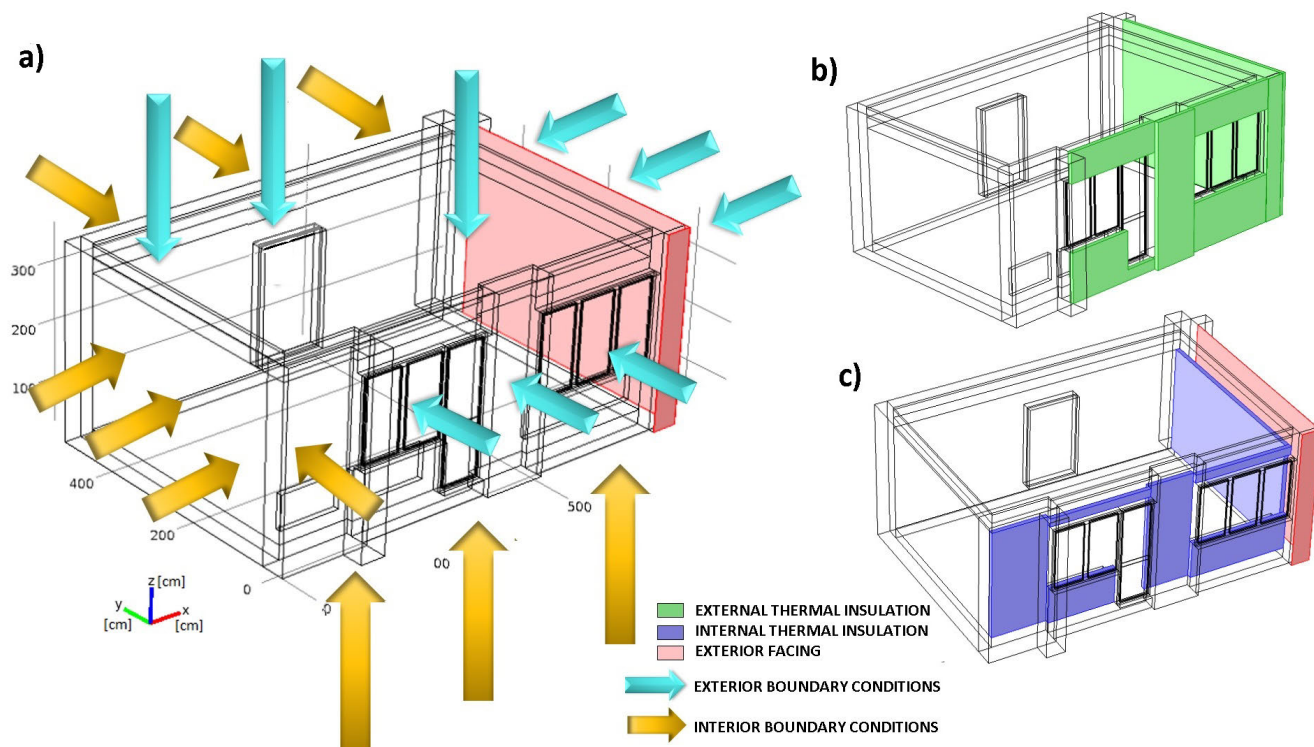 a)
b)
300
200
100
400
200
0
500
00
z [cm]
y
[cm]
x
[cm]
c)
EXTERNAL THERMAL INSULATION
INTERNAL THERMAL INSULATION
EXTERIOR FACING
EXTERIOR BOUNDARY CONDITIONS
INTERIOR BOUNDARY CONDITIONS